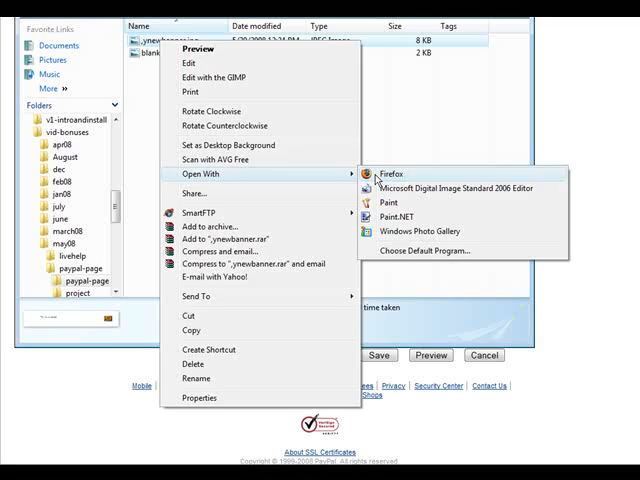 Favorite Links
Name Date modified Type Size Tags
Documents
Pictures
Music
More »
Folders
8 KB
blank
2 KB
v1-introandinstall
vid-bonuses
apr08
August
dec
feb08
jan08
july
june
march08
may08
livehelp
paypal-page
paypal-page
project
Preview
Edit
Edit with the GIMP
Print
Rotate Clockwise
Rotate Counterclockwise
Set as Desktop Background
Scan with AVG Free
Open With
Share...
SmartFTP
Add to archive...
Add to ",ynewbanner.rar"
Compress and email...
Compress to ",ynewbanner.rar" and email
E-mail with Yahoo!
Send To
Cut
Copy
Create Shortcut
Delete
Rename
Properties
Firefox
Microsoft Digital Image Standard 2006 Editor
Paint
Paint.NET
Windows Photo Gallery
Choose Default Program...
time taken
Save Preview Cancel
Mobile
Privacy Security Center Contact Us
Shops
About SSL Certificates
Copyright © 1999-2008 PayPal. All rights reserved.